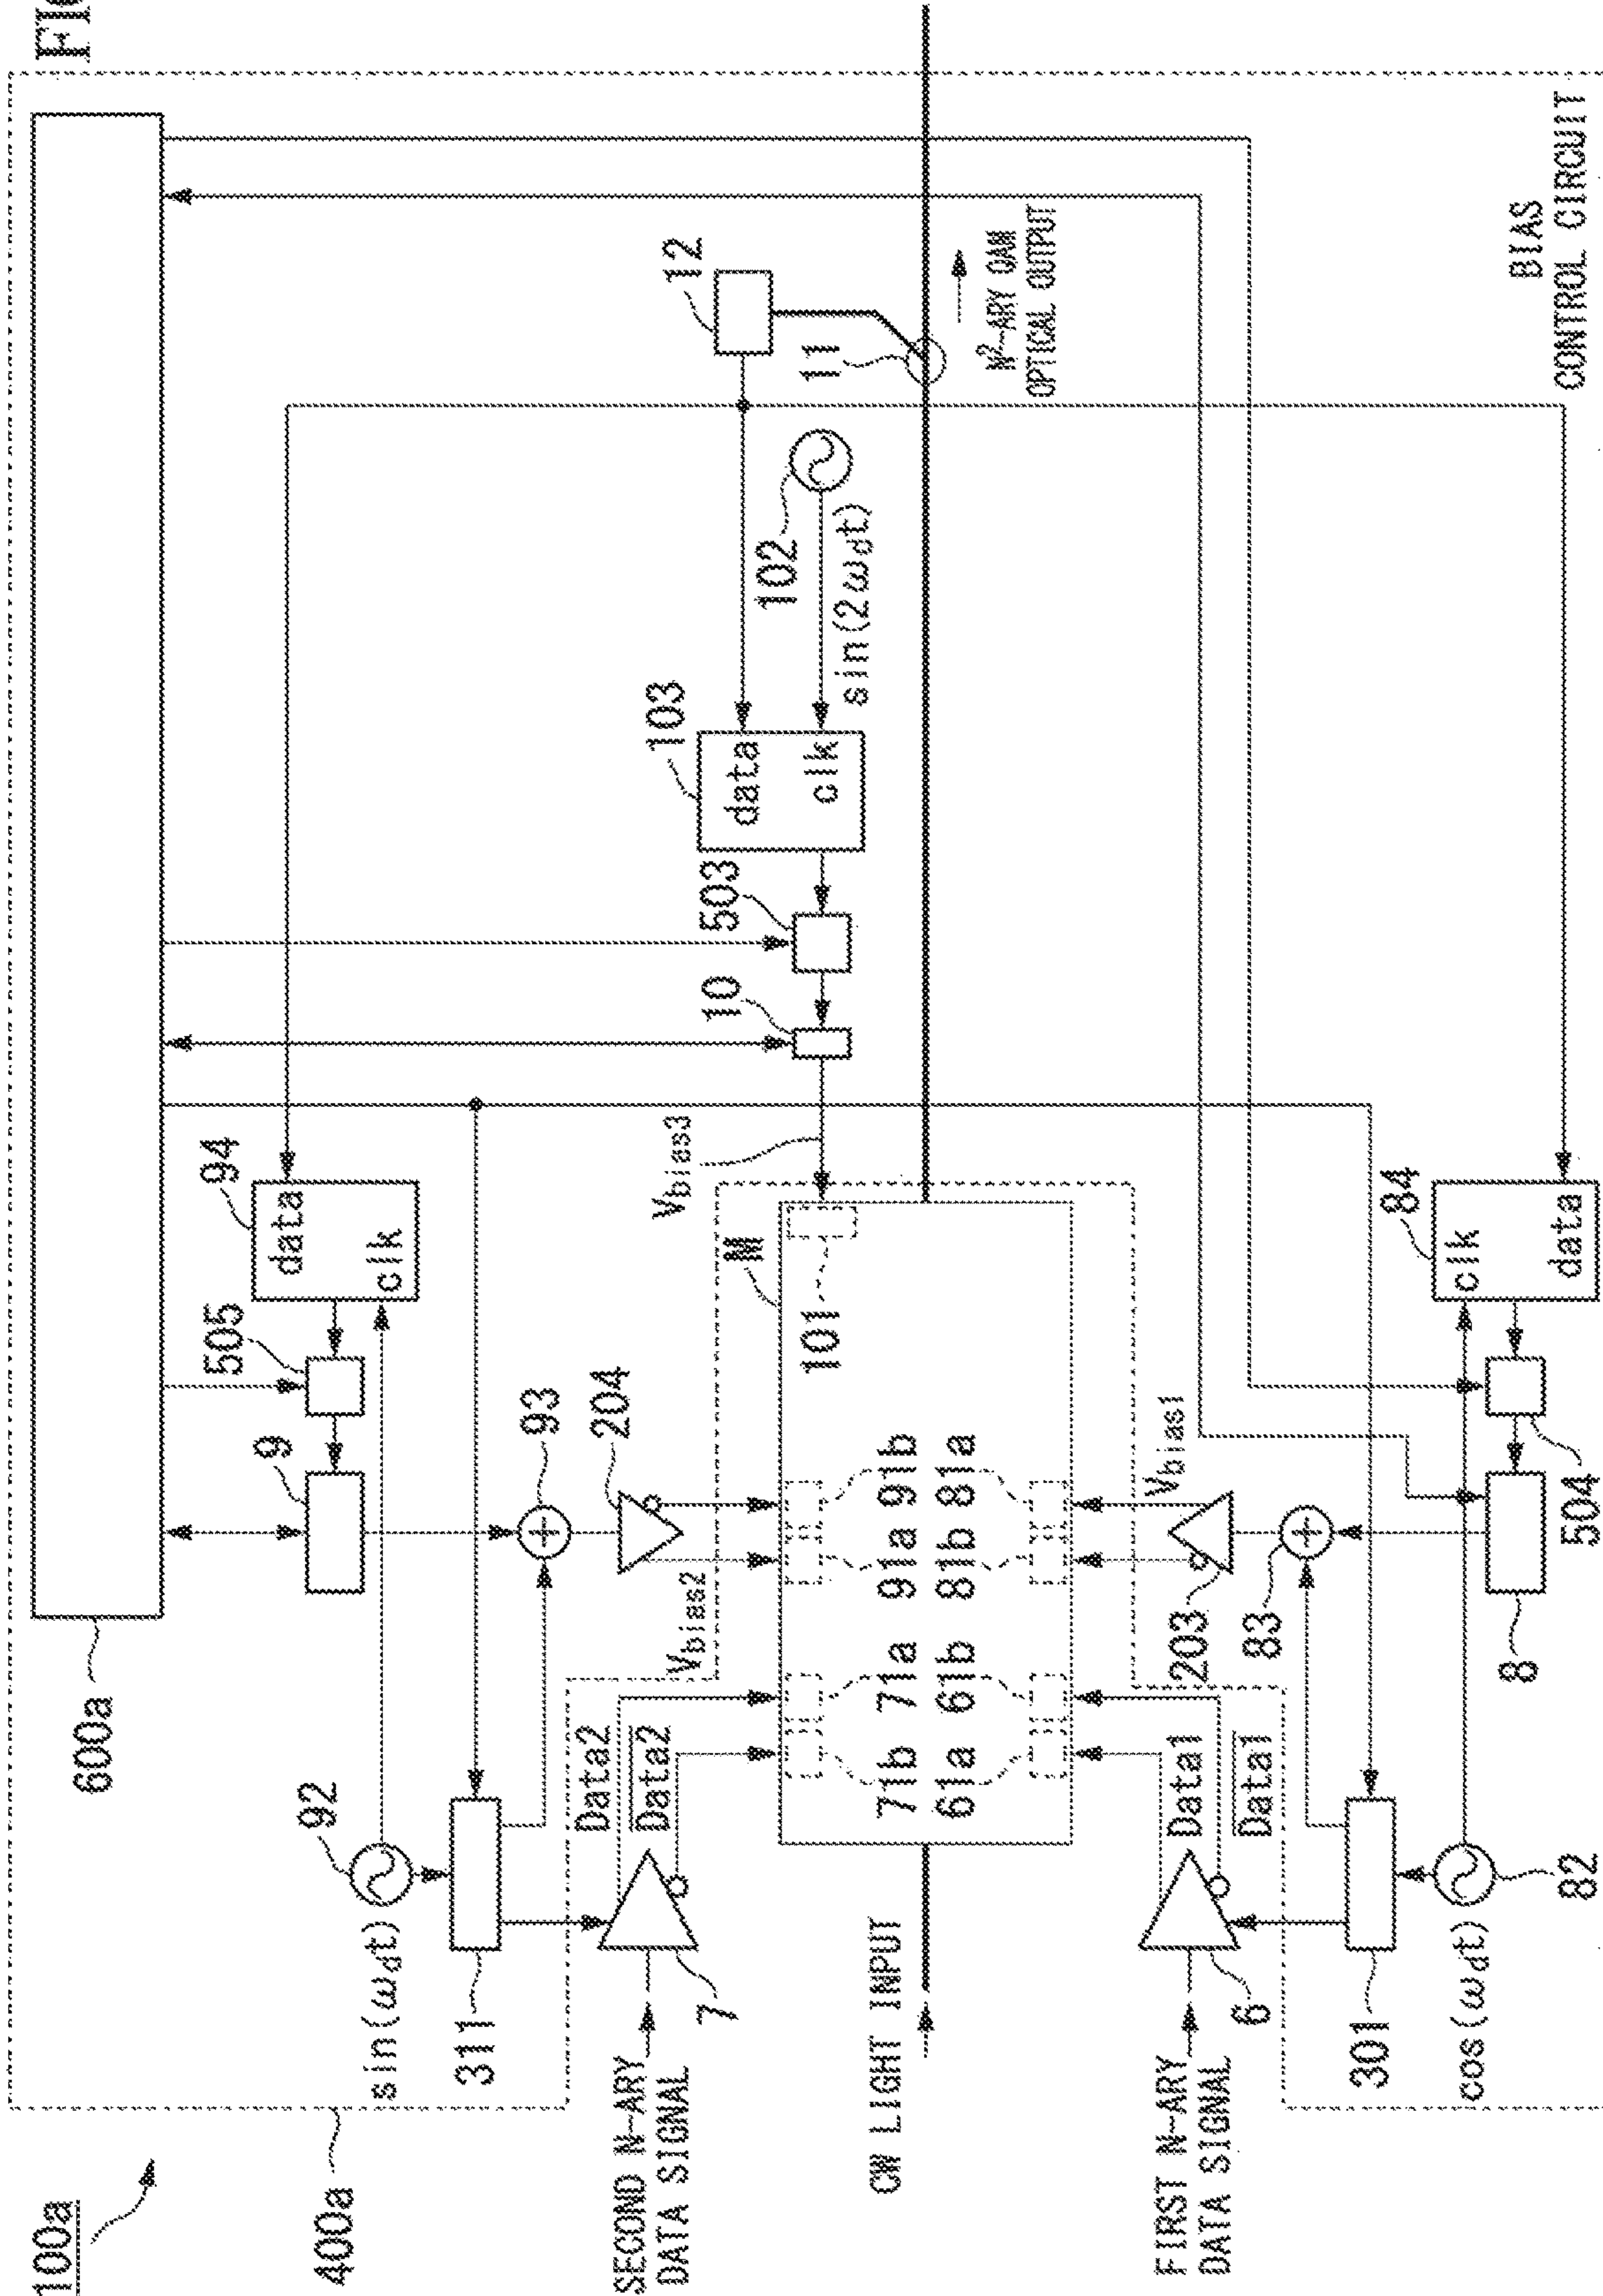 FIG
100a
400a
600a
BIAS
CONTROL CIRCUIT
92
sin(ωdt)
311
9
505
94
data
clk
93
204
Vbias2
SECOND N-ARY
DATA SIGNAL
7
Data2
Data2
CW LIGHT INPUT
M
71b
71a
91a
91b
61a
61b
81b
81a
101
Vbias3
10
503
103
data
clk
102
sin(2ωdt)
12
11
N2-ARY QAM
OPTICAL OUTPUT
FIRST N-ARY
DATA SIGNAL
6
Data1
Data1
203
Vbias1
83
301
cos(ωdt)
82
8
504
84
clk
data